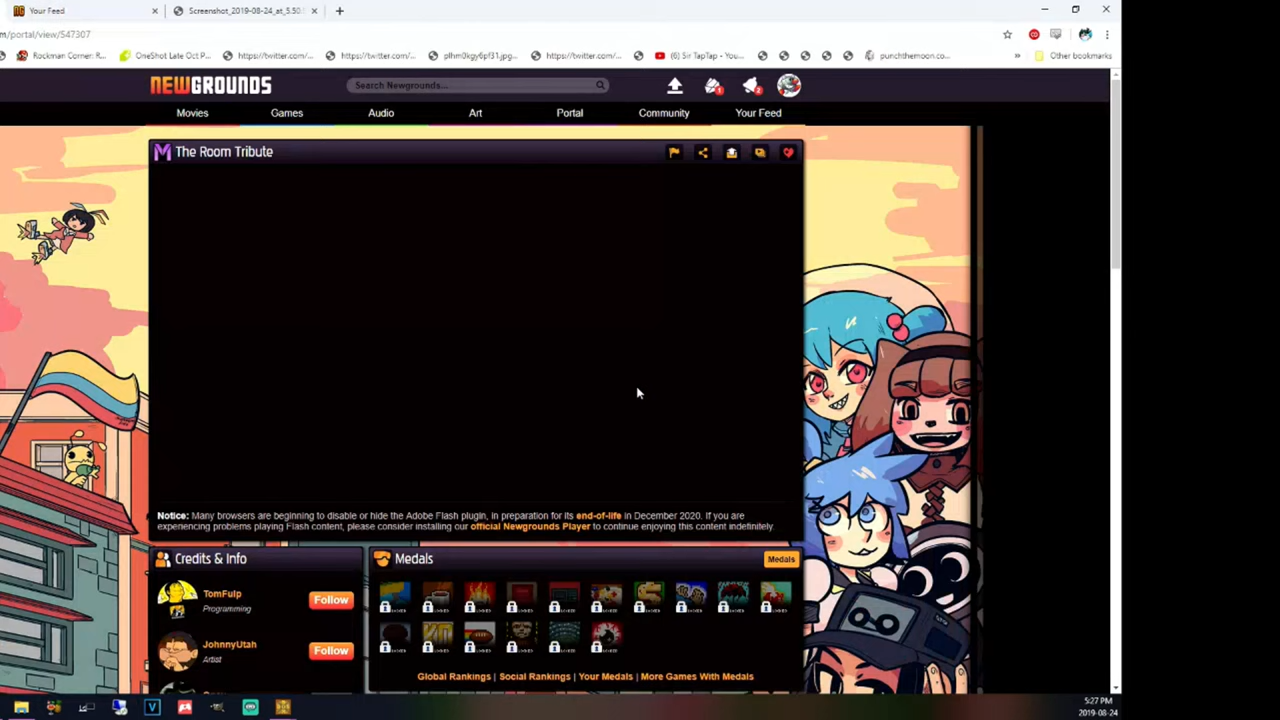 Your Feed
Screenshot_2019-08-24_at_5.50.
m/portal/view/547307
Rockman Corner: R...
OneShot Late Oct P...
https://twitter.com/...
https://twitter.com/...
plhm0kgy6pf31.jpg...
https://twitter.com/...
(6) Sir TapTap - You...
punchthemoon.co...
Other bookmarks
NEWGROUNDS
Search Newgrounds...
Movies
Games
Audio
Art
Portal
Community
Your Feed
The Room Tribute
Notice: Many browsers are beginning to disable or hide the Adobe Flash plugin, in preparation for its end-of-life in December 2020. If you are
experiencing problems playing Flash content, please consider installing our official Newgrounds Player to continue enjoying this content indefinitely.
Credits & Info
Medals
Medals
TomFulp
Programming
Follow
JohnnyUtah
Artist
Follow
Global Rankings | Social Rankings | Your Medals | More Games With Medals
5:27 PM
2019-08-24